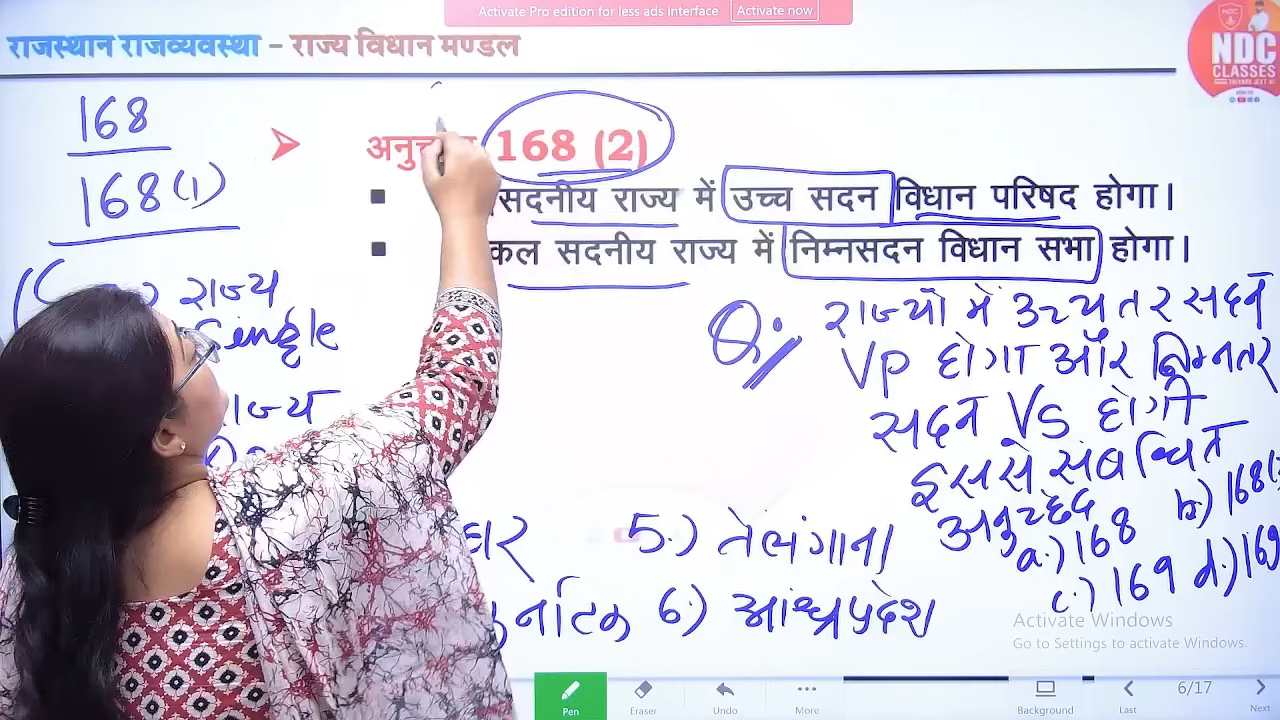 Activate Pro edition for less ads interface Activate now
राजस्थान राजव्यवस्था – राज्य विधान मण्डल
NDC
NDC
CLASSES
168
168(1)
168 (2)
सदनीय राज्य में उच्च सदन विधान परिषद होगा।
कल सदनीय राज्य में निम्नसदन विधान सभा होगा।
राज्य
Single
राज्य
Q:
राज्यो में उच्चतर सदन
VP होगा और निम्नतर
सदन VS होगी
इससे संबन्धित
अनुच्छेद
a.) 168
b.) 168(
c.) 169 d.) 169
5.) तेलंगाना
6.) आंध्रप्रदेश
Activate Windows
Go to Settings to activate Windows.
Pen Eraser Undo More Background Last 6/17 Next